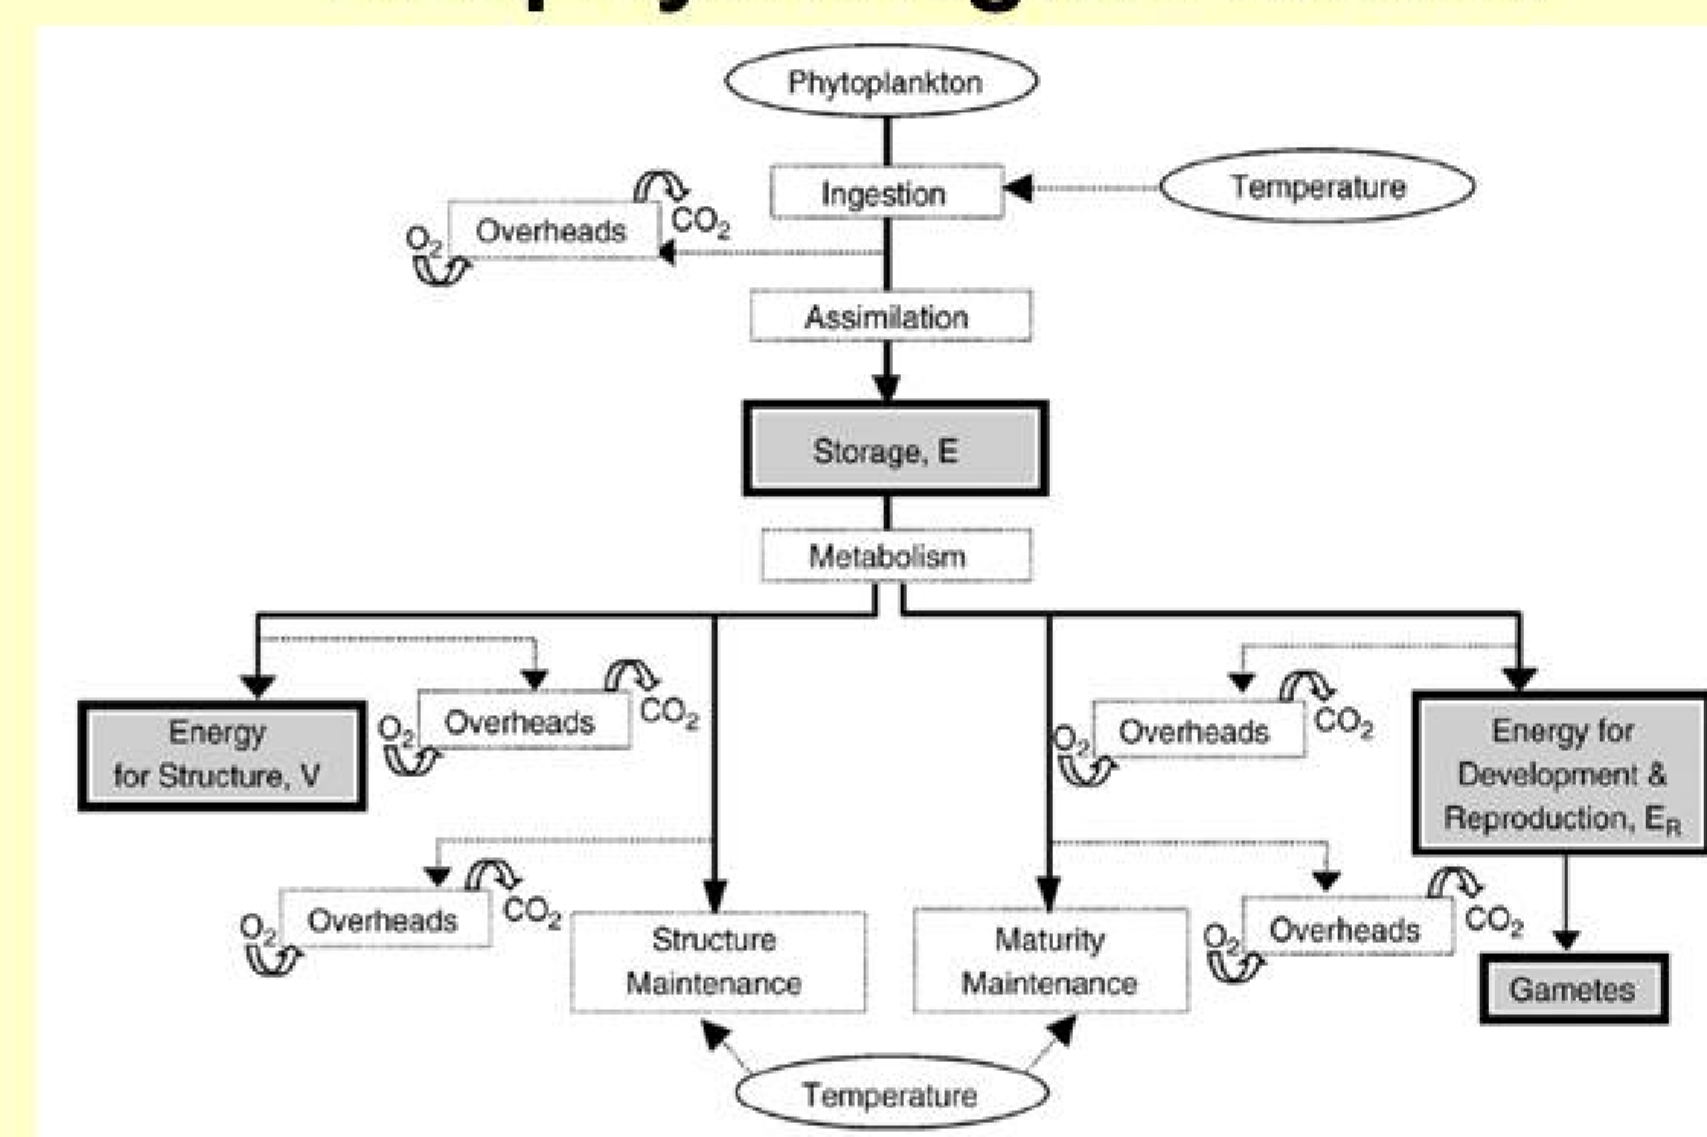 Phytoplankton
Ingestion
Temperature
Overheads
CO₂
O₂
Assimilation
Storage, E
Metabolism
Energy
for Structure, V
Overheads
CO₂
O₂
Overheads
CO₂
O₂
Energy for
Development &
Reproduction, E_R
Overheads
CO₂
O₂
Structure
Maintenance
Maturity
Maintenance
Overheads
CO₂
O₂
Gametes
Temperature